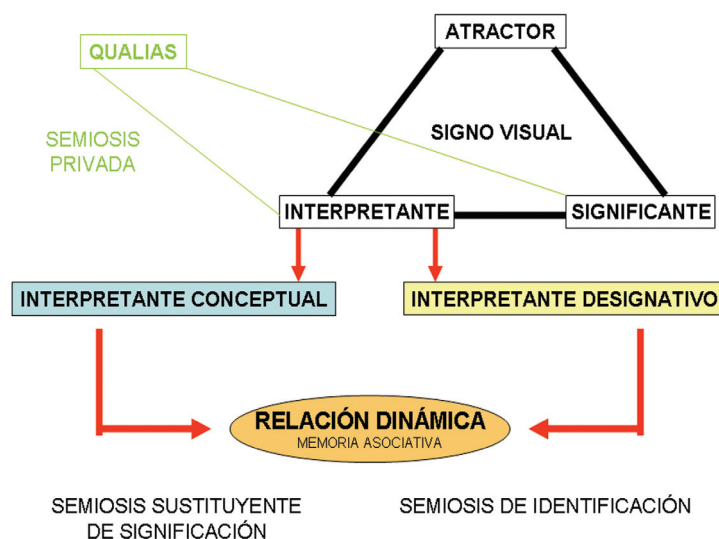 ATRACTOR
QUALIAS
SIGNO VISUAL
SEMIOSIS
PRIVADA
INTERPRETANTE
SIGNIFICANTE
INTERPRETANTE CONCEPTUAL
INTERPRETANTE DESIGNATIVO
RELACIÓN DINÁMICA
MEMORIA ASOCIATIVA
SEMIOSIS SUSTITUYENTE
DE SIGNIFICACIÓN
SEMIOSIS DE IDENTIFICACIÓN